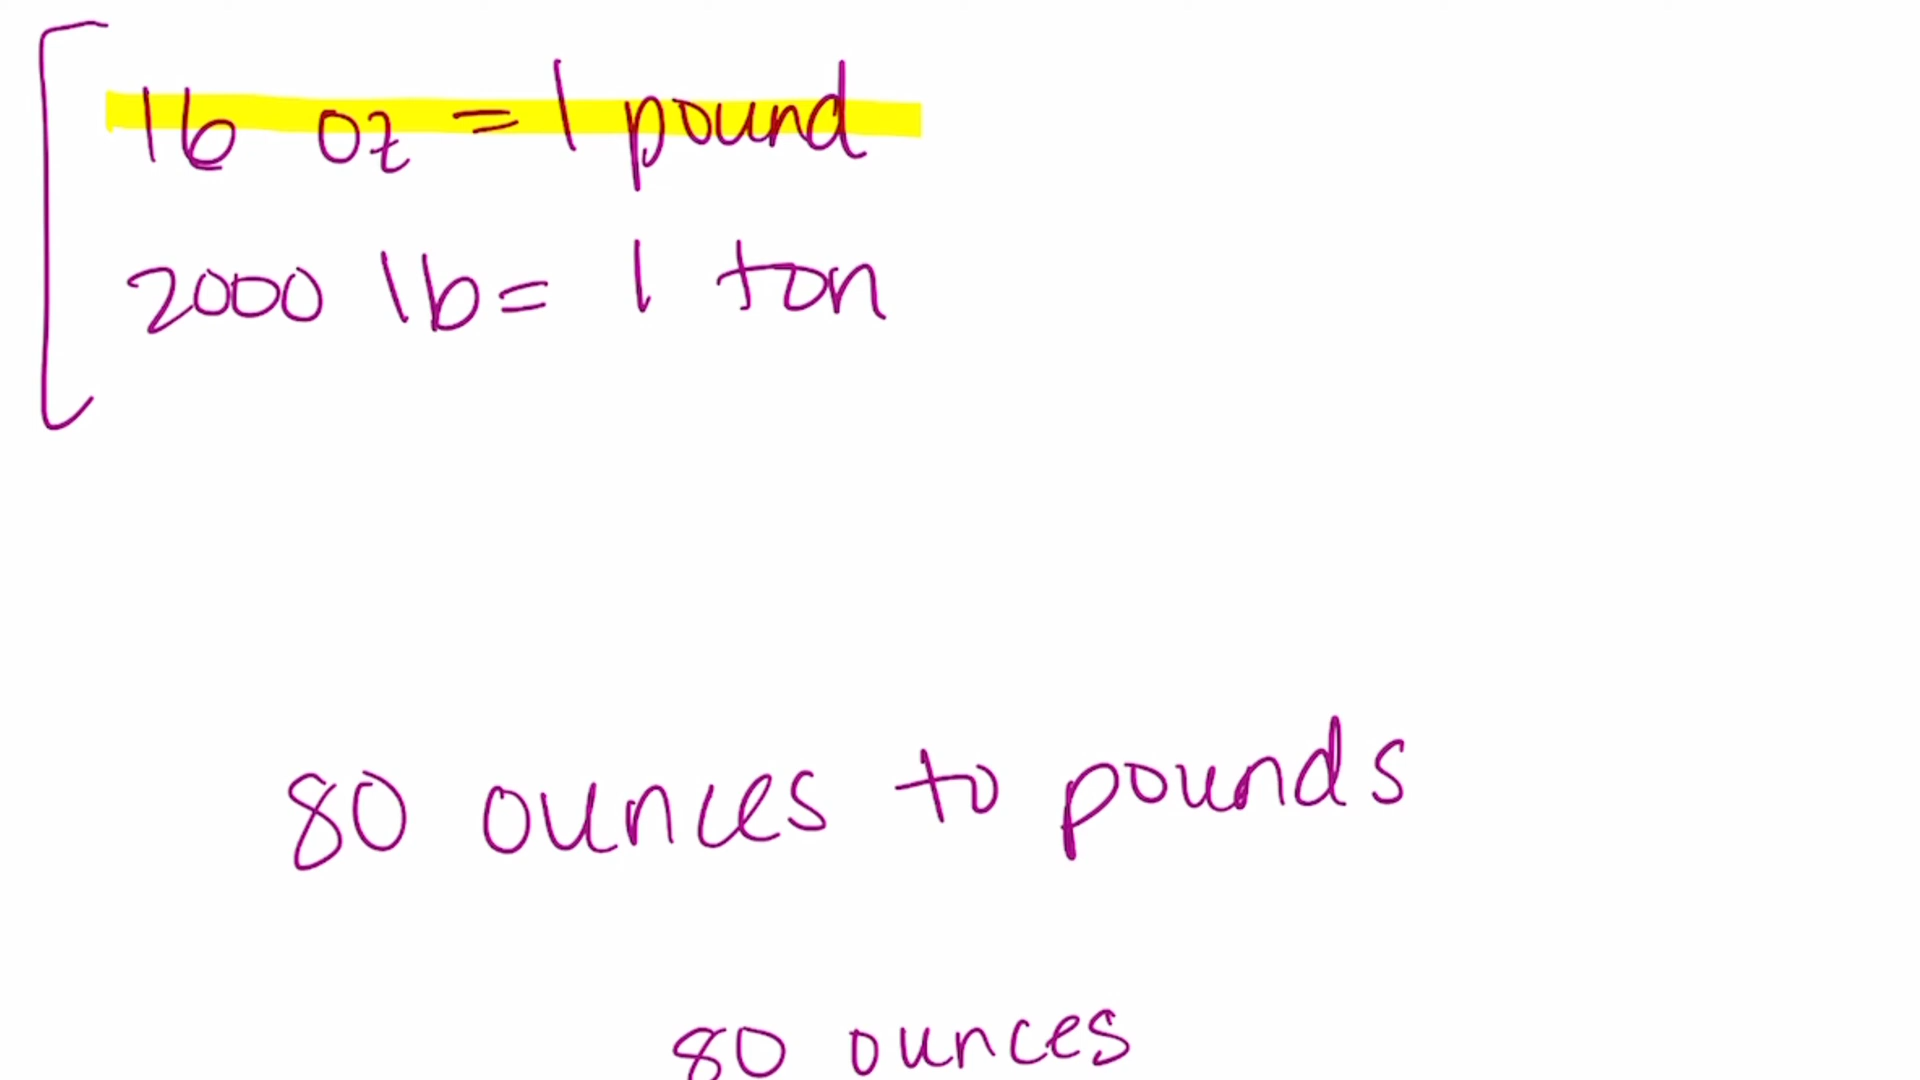 16 oz = 1 pound
2000 lb = 1 ton
80 ounces to pounds
80 ounces